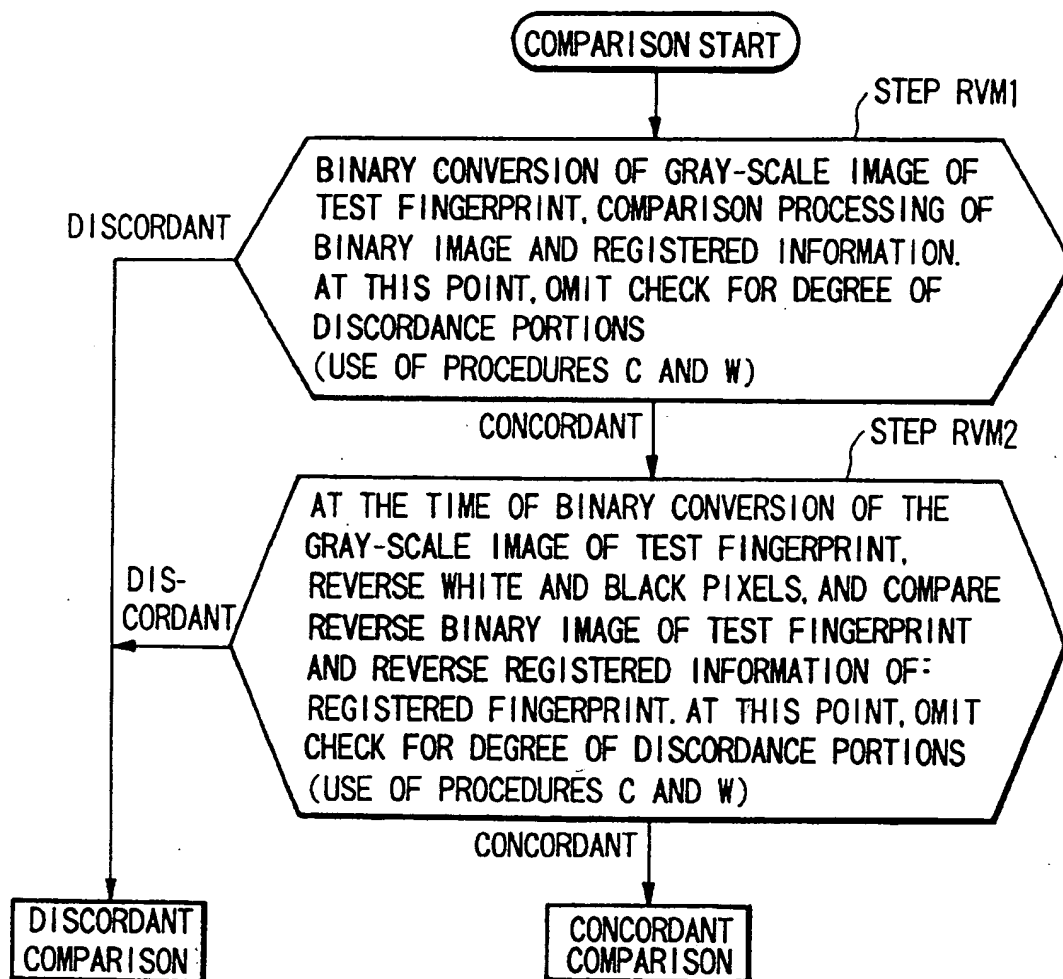 COMPARISON START
STEP RVM1
BINARY CONVERSION OF GRAY-SCALE IMAGE OF
TEST FINGERPRINT, COMPARISON PROCESSING OF
BINARY IMAGE AND REGISTERED INFORMATION.
AT THIS POINT, OMIT CHECK FOR DEGREE OF
DISCORDANCE PORTIONS
(USE OF PROCEDURES C AND W)
DISCORDANT
CONCORDANT
STEP RVM2
AT THE TIME OF BINARY CONVERSION OF THE
GRAY-SCALE IMAGE OF TEST FINGERPRINT,
REVERSE WHITE AND BLACK PIXELS, AND COMPARE
REVERSE BINARY IMAGE OF TEST FINGERPRINT
AND REVERSE REGISTERED INFORMATION OF
REGISTERED FINGERPRINT. AT THIS POINT, OMIT
CHECK FOR DEGREE OF DISCORDANCE PORTIONS
(USE OF PROCEDURES C AND W)
DIS-
CORDANT
CONCORDANT
DISCORDANT
COMPARISON
CONCORDANT
COMPARISON